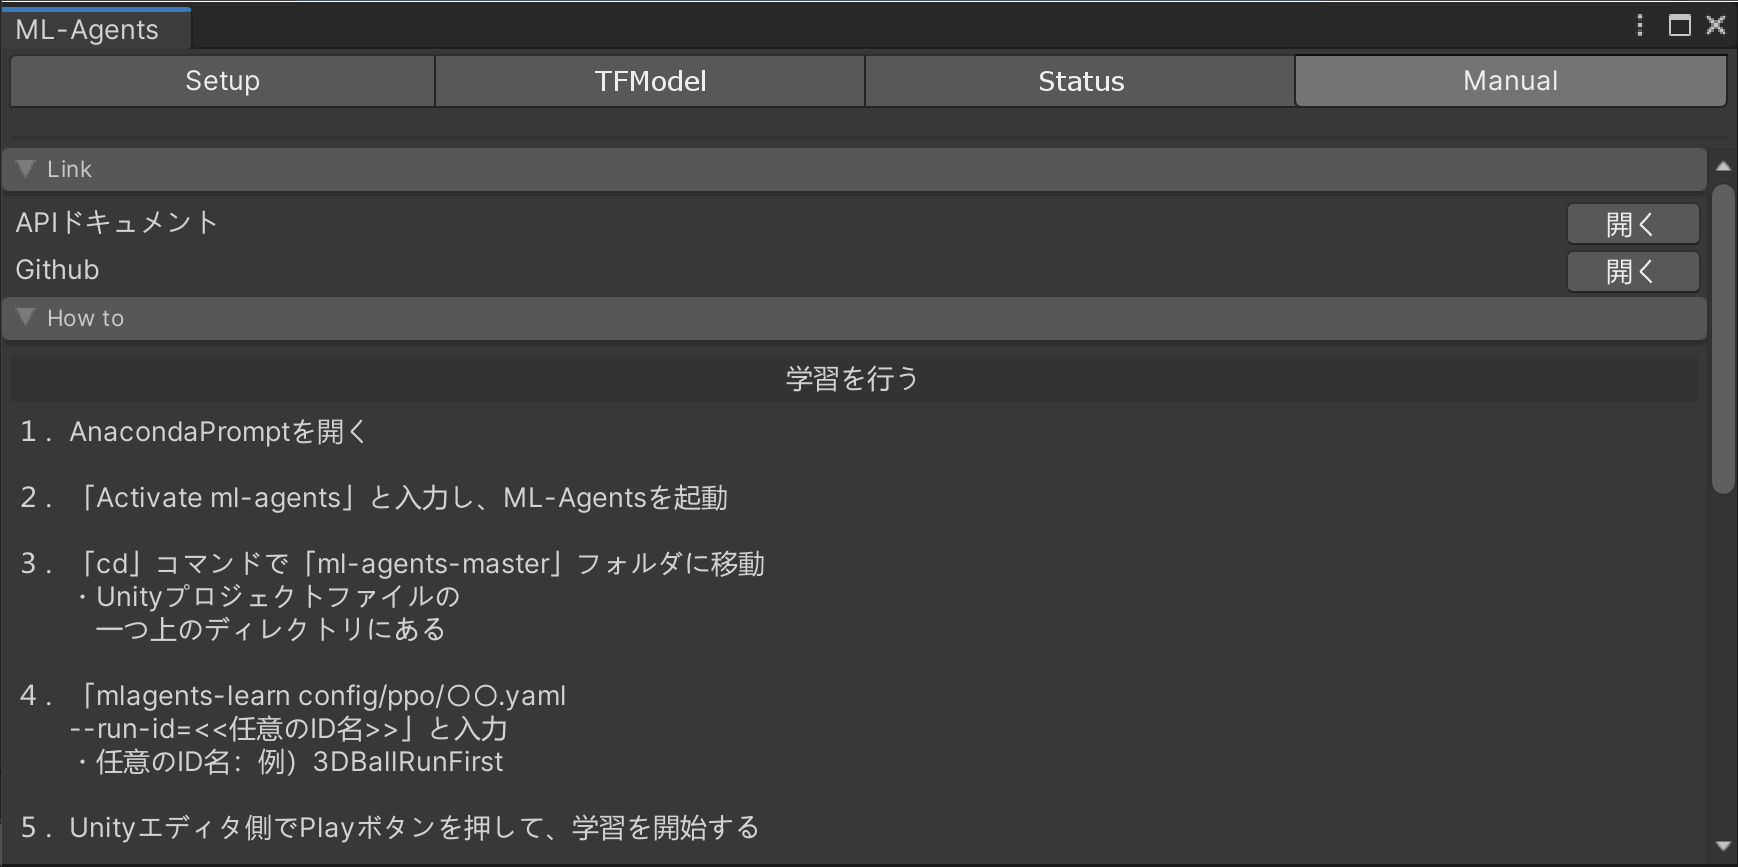 ML-Agents
Setup
TFModel
Status
Manual
Link
APIドキュメント
開く
Github
開く
How to
学習を行う
1．AnacondaPromptを開く
2．「Activate ml-agents」と入力し、ML-Agentsを起動
3．「cd」コマンドで「ml-agents-master」フォルダに移動
・Unityプロジェクトファイルの
一つ上のディレクトリにある
4．「mlagents-learn config/ppo/〇〇.yaml
--run-id=<<任意のID名>>」と入力
・任意のID名：例）3DBallRunFirst
5．Unityエディタ側でPlayボタンを押して、学習を開始する